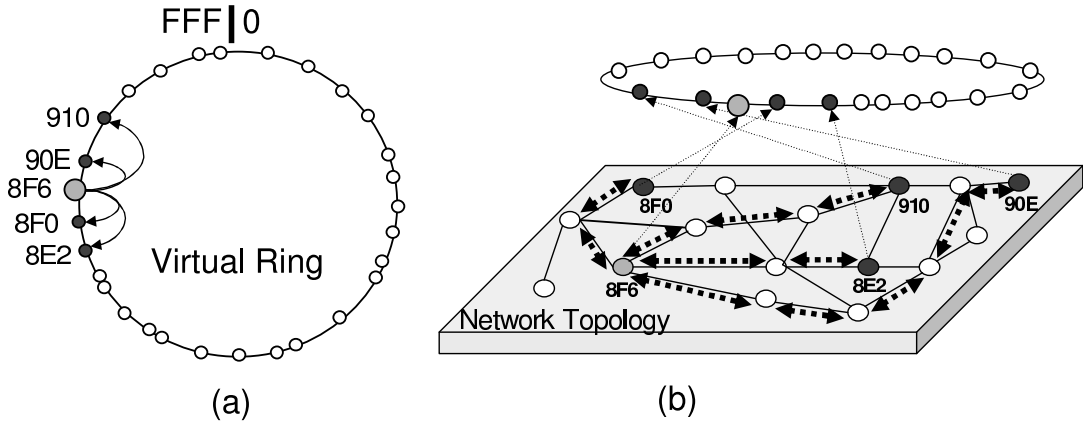 FFF 0
910
90E
8F6
8F0
8E2
Virtual Ring
(a)
8F0
910
90E
8F6
8E2
Network Topology
(b)